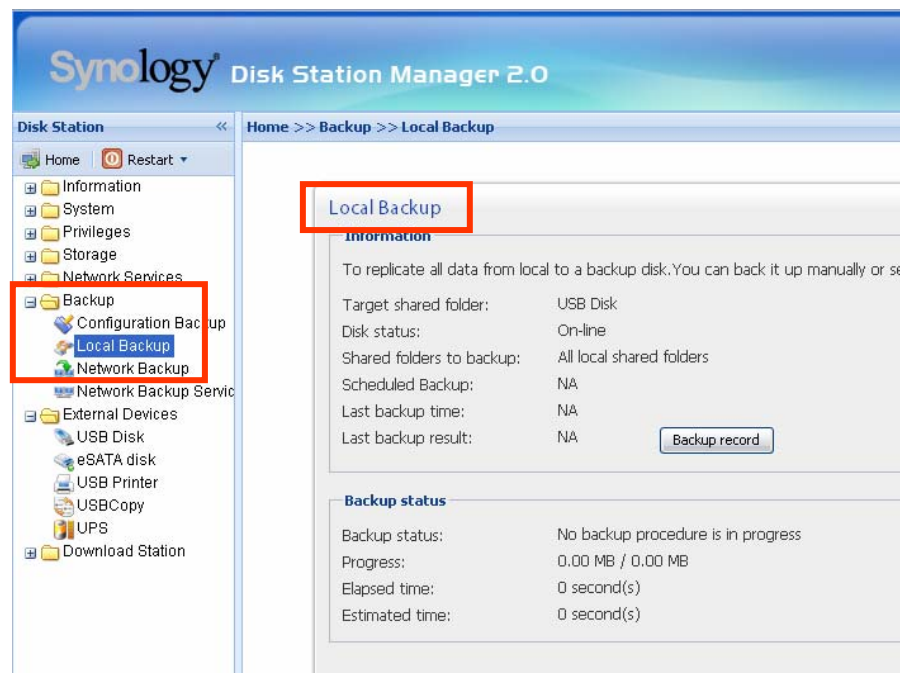 Synology Disk Station Manager 2.0
Disk Station «
Home >> Backup >> Local Backup
Home Restart
Information
System
Privileges
Storage
Network Services
Backup
Configuration Backup
Local Backup
Network Backup
Network Backup Servic
External Devices
USB Disk
eSATA disk
USB Printer
USBCopy
UPS
Download Station
Local Backup
Information
To replicate all data from local to a backup disk.You can back it up manually or se
Target shared folder: USB Disk
Disk status: On-line
Shared folders to backup: All local shared folders
Scheduled Backup: NA
Last backup time: NA
Last backup result: NA Backup record
Backup status
Backup status: No backup procedure is in progress
Progress: 0.00 MB / 0.00 MB
Elapsed time: 0 second(s)
Estimated time: 0 second(s)